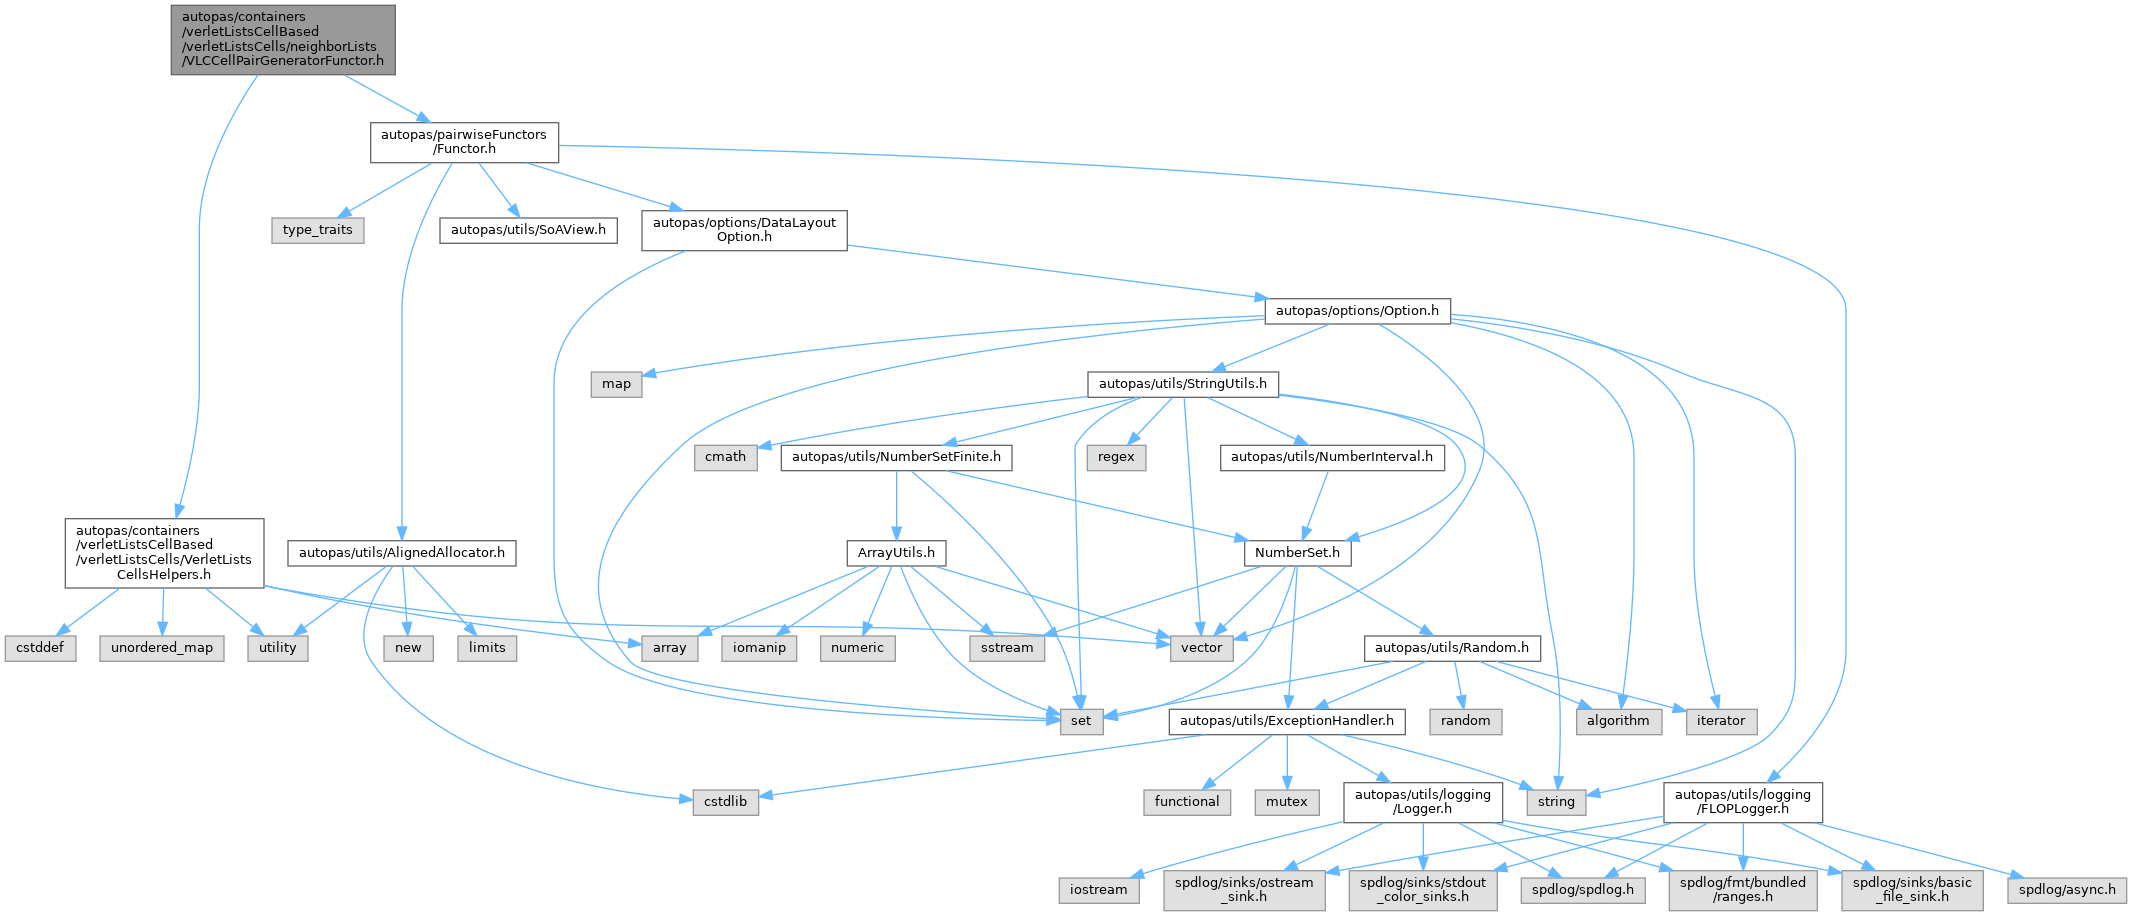 autopas/containers
/verletListsCellBased
/verletListsCells/neighborLists
/VLCCellPairGeneratorFunctor.h
autopas/pairwiseFunctors
/Functor.h
type_traits
autopas/utils/SoAView.h
autopas/options/DataLayout
Option.h
autopas/options/Option.h
map
autopas/utils/StringUtils.h
cmath
autopas/utils/NumberSetFinite.h
regex
autopas/utils/NumberInterval.h
autopas/containers
/verletListsCellBased
/verletListsCells/VerletLists
CellsHelpers.h
autopas/utils/AlignedAllocator.h
ArrayUtils.h
NumberSet.h
cstddef
unordered_map
utility
new
limits
array
iomanip
numeric
sstream
vector
autopas/utils/Random.h
set
autopas/utils/ExceptionHandler.h
random
algorithm
iterator
cstdlib
functional
mutex
autopas/utils/logging
/Logger.h
string
autopas/utils/logging
/FLOPLogger.h
iostream
spdlog/sinks/ostream
_sink.h
spdlog/sinks/stdout
_color_sinks.h
spdlog/spdlog.h
spdlog/fmt/bundled
/ranges.h
spdlog/sinks/basic
_file_sink.h
spdlog/async.h